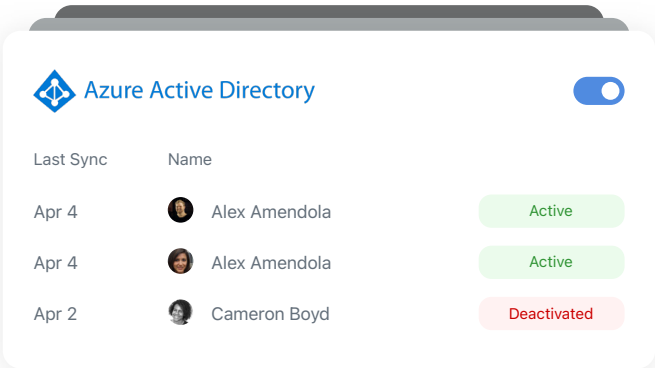 Azure Active Directory
Last Sync Name
Apr 4 Alex Amendola Active
Apr 4 Alex Amendola Active
Apr 2 Cameron Boyd Deactivated